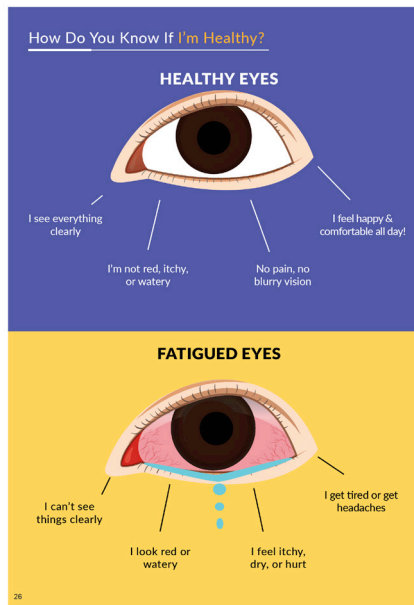 How Do You Know If I'm Healthy?
HEALTHY EYES
I see everything
clearly
I'm not red, itchy,
or watery
No pain, no
blurry vision
I feel happy &
comfortable all day!
FATIGUED EYES
I can't see
things clearly
I look red or
watery
I feel itchy,
dry, or hurt
I get tired or get
headaches
26